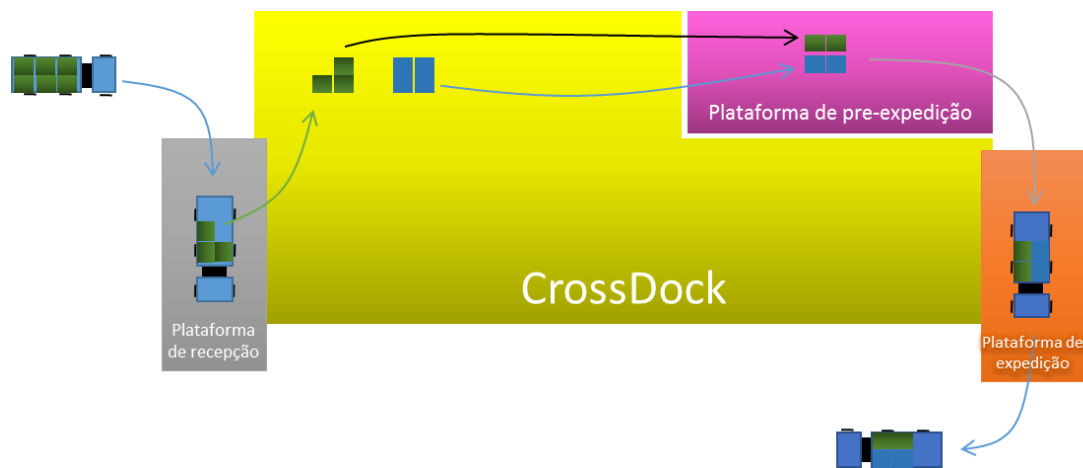 Plataforma de pre-expedição
CrossDock
Plataforma
de recepção
Plataforma de
expedição